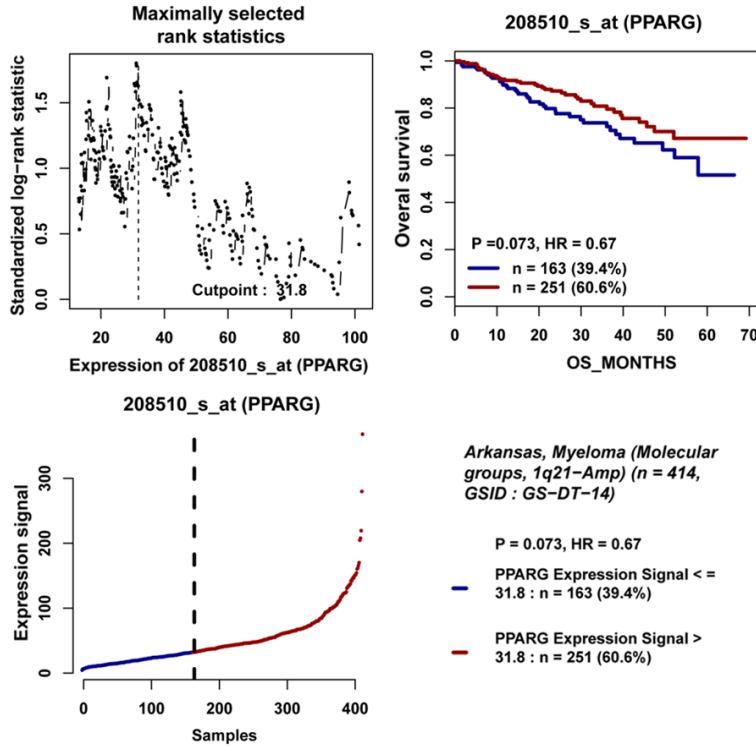 Maximally selected
rank statistics
Standardized log−rank statistic
1.5
1.0
0.5
0.0
Cutpoint : 31.8
20 40 60 80 100
Expression of 208510_s_at (PPARG)
208510_s_at (PPARG)
Overal survival
1.0
0.8
0.6
0.4
0.2
0.0
P =0.073, HR = 0.67
n = 163 (39.4%)
n = 251 (60.6%)
0 10 20 30 40 50 60 70
OS_MONTHS
208510_s_at (PPARG)
Expression signal
300
200
100
0
0 100 200 300 400
Samples
Arkansas, Myeloma (Molecular
groups, 1q21−Amp) (n = 414,
GSID : GS−DT−14)
P = 0.073, HR = 0.67
PPARG Expression Signal < =
31.8 : n = 163 (39.4%)
PPARG Expression Signal >
31.8 : n = 251 (60.6%)